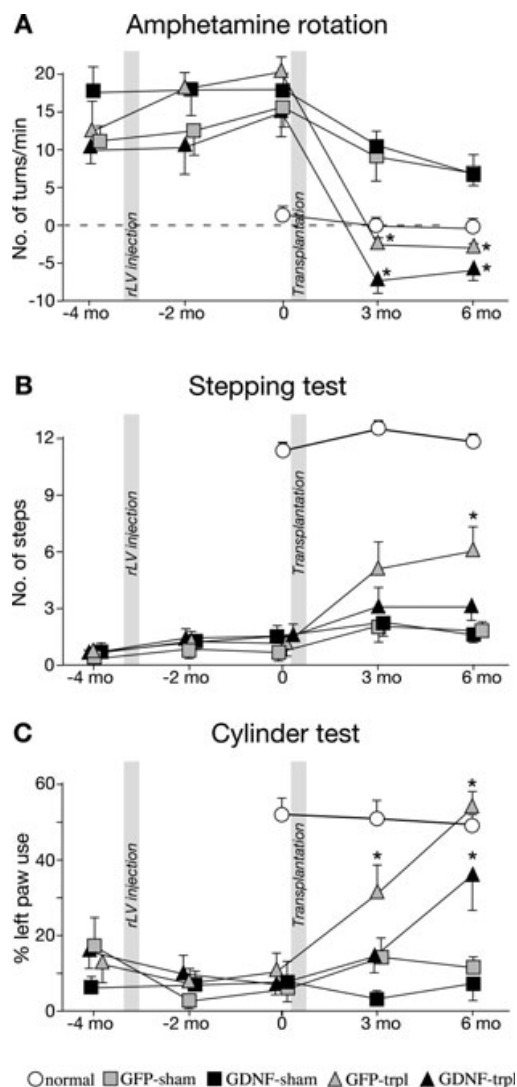 A Amphetamine rotation
No. of turns/min
20
15
10
5
0
-5
-10
rLV injection
Transplantation
*
*
*
*
-4 mo -2 mo 0 3 mo 6 mo
B Stepping test
No. of steps
12
9
6
3
0
rLV injection
Transplantation
*
-4 mo -2 mo 0 3 mo 6 mo
C Cylinder test
% left paw use
60
40
20
0
rLV injection
Transplantation
*
*
*
-4 mo -2 mo 0 3 mo 6 mo
normal GFP-sham GDNF-sham GFP-trpl GDNF-trpl